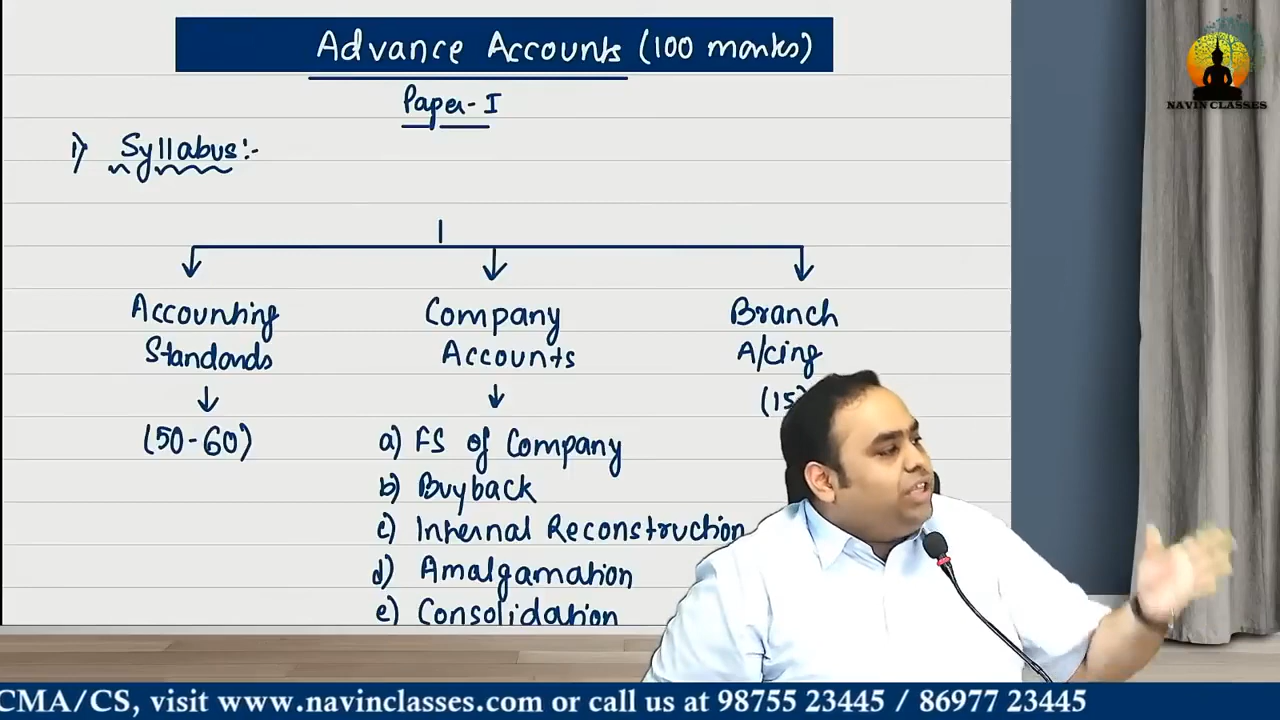 Advance Accounts (100 marks)
NAVIN CLASSES
Paper-I
1) Syllabus:-
Accounting
Standards
(50-60)
Company
Accounts
a) FS of Company
b) Buyback
c) Internal Reconstruction
d) Amalgamation
e) Consolidation
Branch
A/cing
(15
CMA/CS, visit www.navinclasses.com or call us at 98755 23445 / 86977 23445